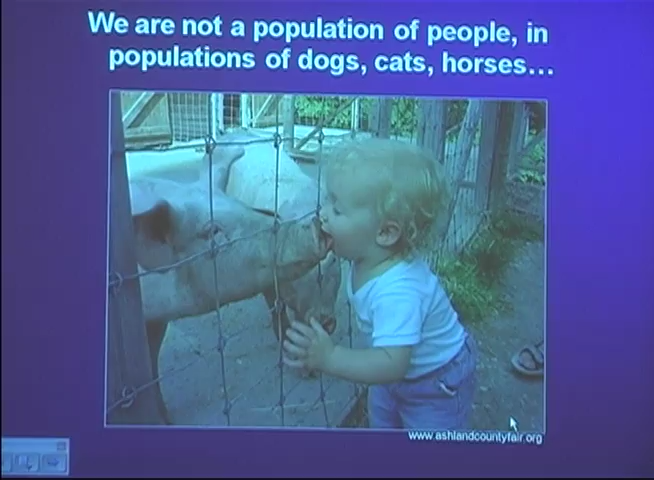 We are not a population of people, in
populations of dogs, cats, horses...
www.ashlandcountyfair.org